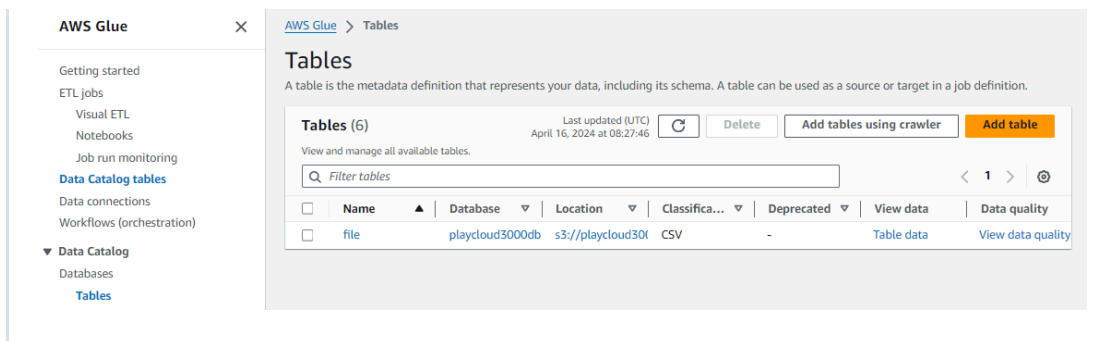 AWS Glue
Getting started
ETL jobs
Visual ETL
Notebooks
Job run monitoring
Data Catalog tables
Data connections
Workflows (orchestration)
Data Catalog
Databases
Tables
AWS Glue > Tables
Tables
A table is the metadata definition that represents your data, including its schema. A table can be used as a source or target in a job definition.
Tables (6)
Last updated (UTC)
April 16, 2024 at 08:27:46
Delete
Add tables using crawler
Add table
View and manage all available tables.
Filter tables
1
Name Database Location Classifica... Deprecated View data Data quality
file playcloud3000db s3://playcloud300 CSV - Table data View data quality